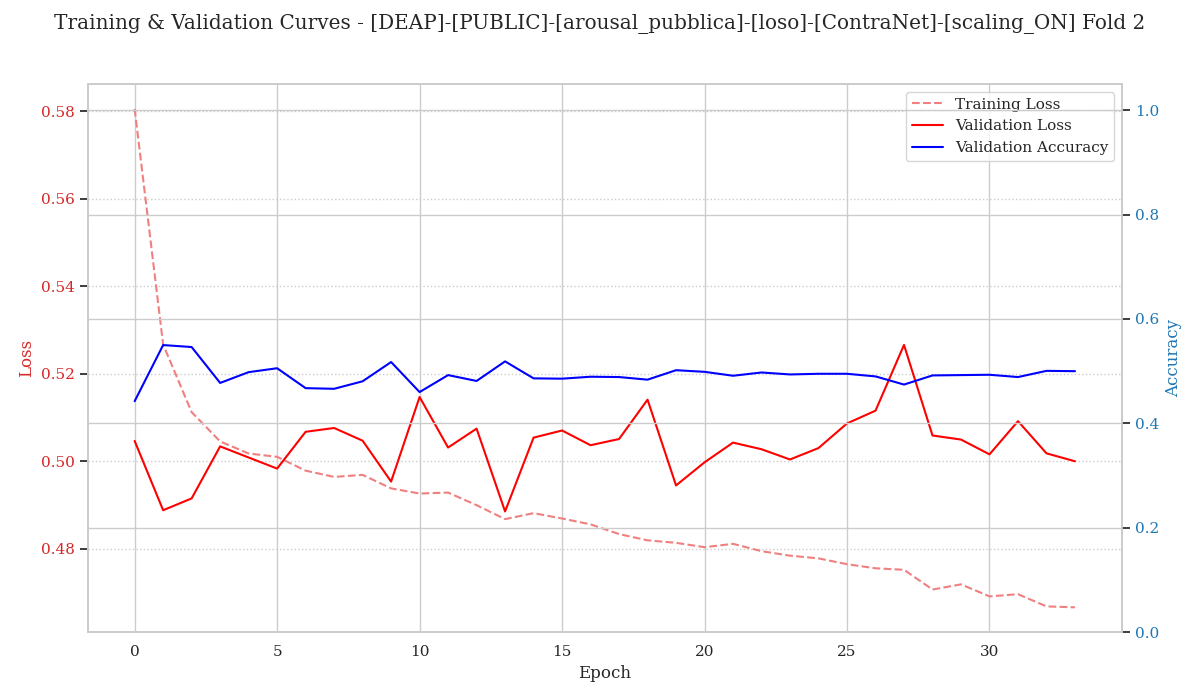 Training & Validation Curves - [DEAP]-[PUBLIC]-[arousal_pubblica]-[loso]-[ContraNet]-[scaling_ON] Fold 2
Training Loss
Validation Loss
Validation Accuracy
Loss
0.58
0.56
0.54
0.52
0.50
0.48
1.0
0.8
0.6
0.4
0.2
0.0
Accuracy
0 5 10 15 20 25 30
Epoch